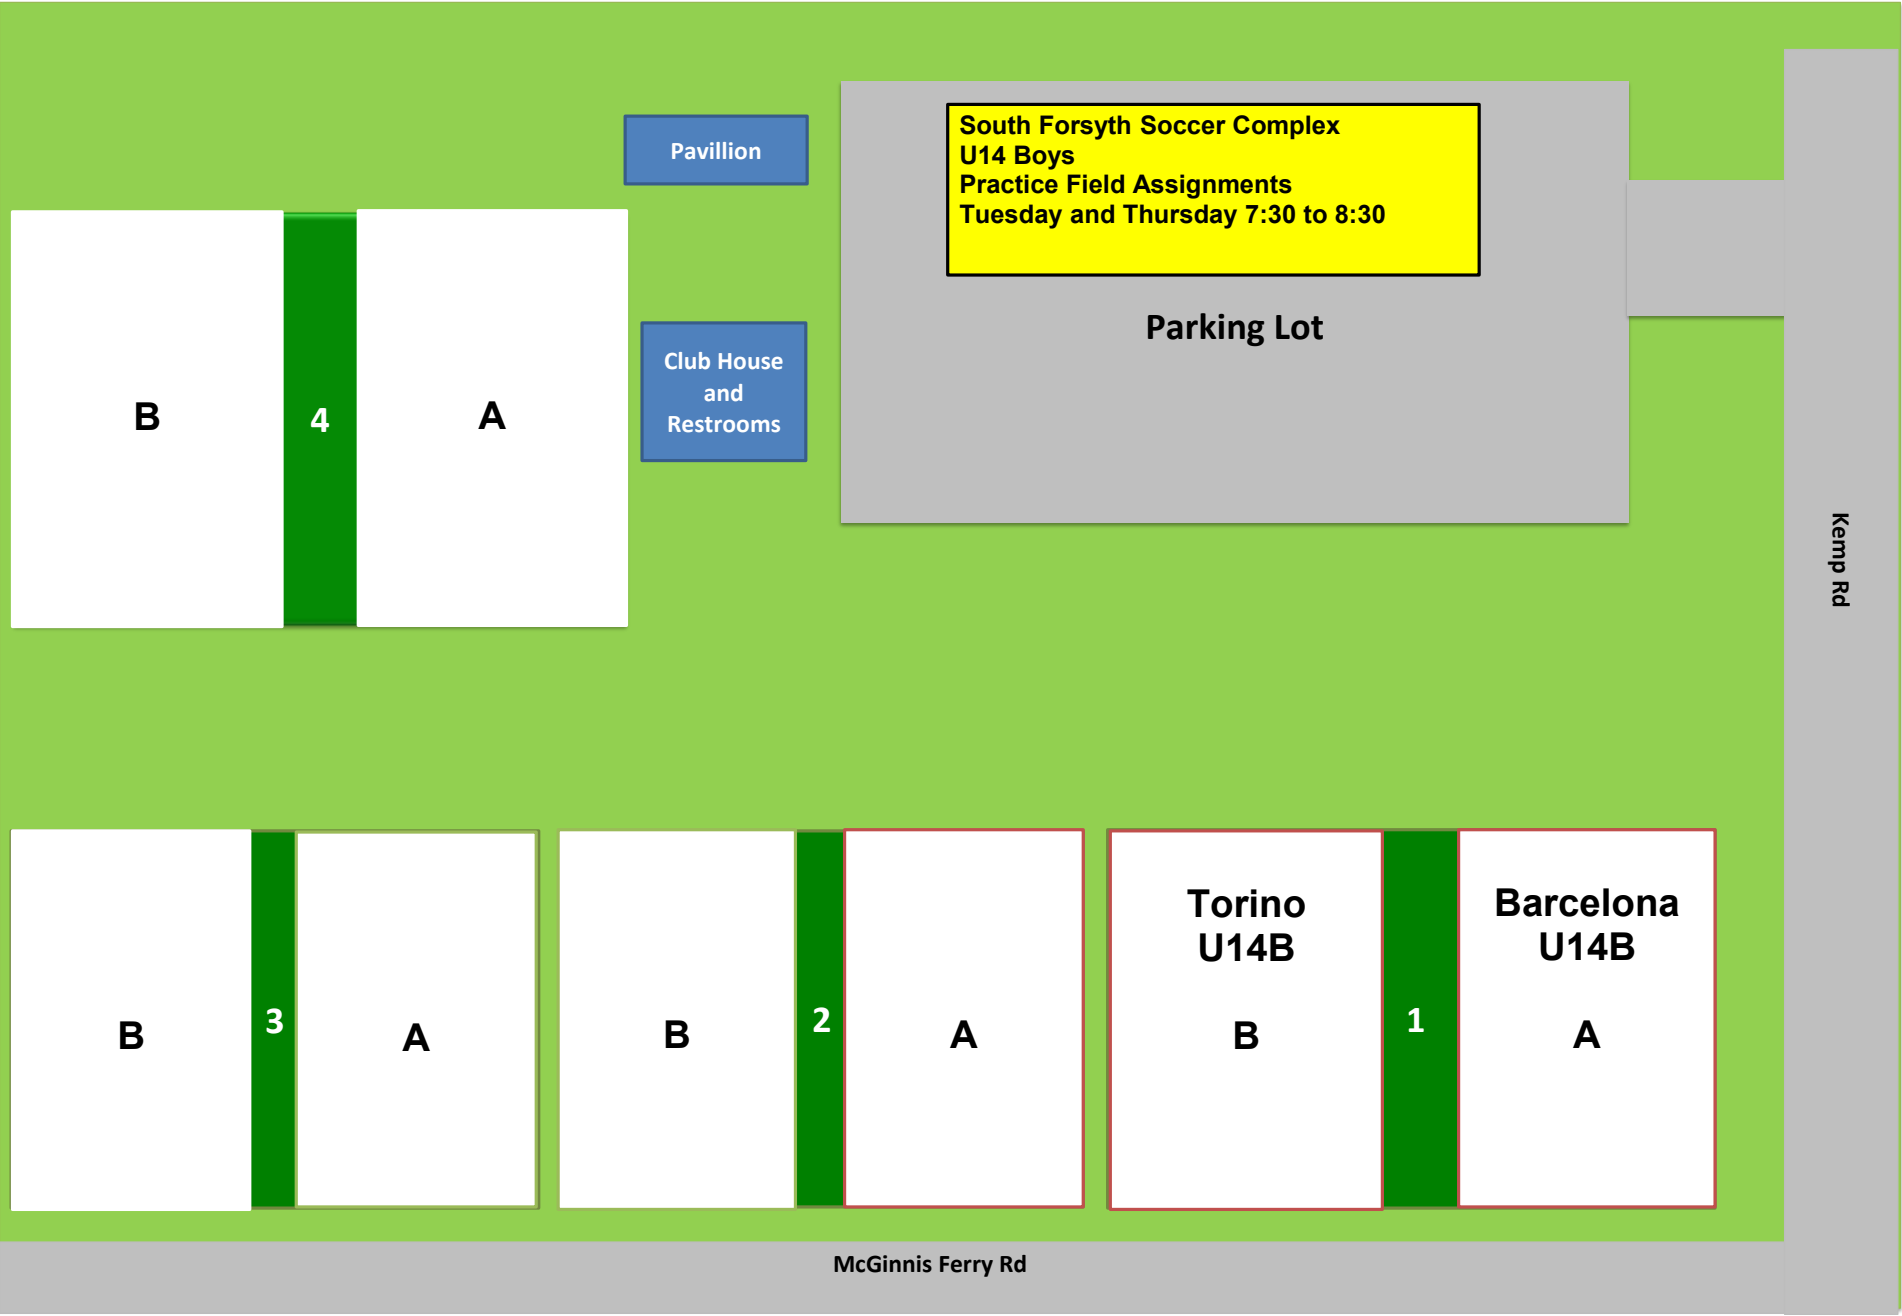 South Forsyth Soccer Complex
U14 Boys
Practice Field Assignments
Tuesday and Thursday 7:30 to 8:30
Pavillion
Parking Lot
Club House
and
Restrooms
B
4
A
Kemp Rd
B
3
A
B
2
A
Torino
U14B
B
1
Barcelona
U14B
A
McGinnis Ferry Rd